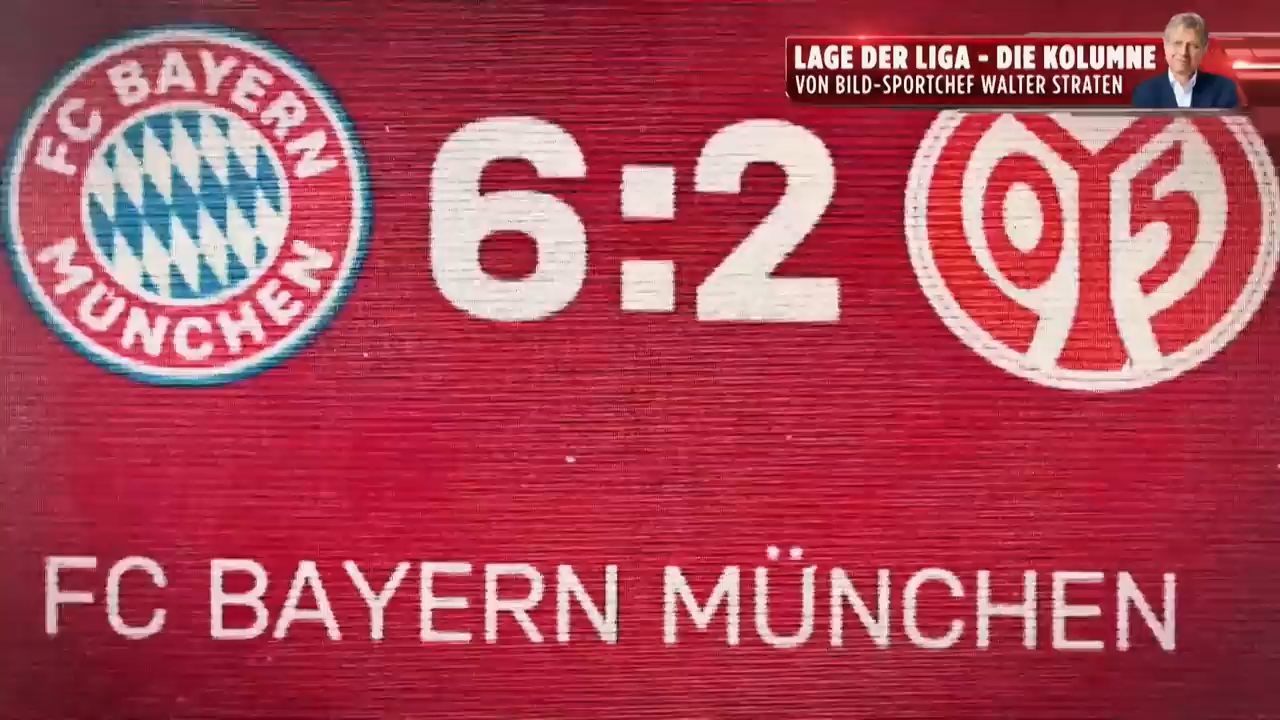 LAGE DER LIGA - DIE KOLUMNE
VON BILD-SPORTCHEF WALTER STRATEN
FC BAYERN
MÜNCHEN
6:2
05
FC BAYERN MÜNCHEN